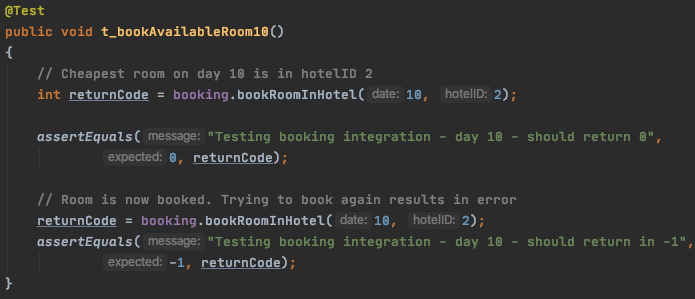 @Test
public void t_bookAvailableRoom10()
{
// Cheapest room on day 10 is in hotelID 2
int returnCode = booking.bookRoomInHotel( date: 10, hotelID: 2);
assertEquals( message: "Testing booking integration - day 10 - should return 0",
expected: 0, returnCode);
// Room is now booked. Trying to book again results in error
returnCode = booking.bookRoomInHotel( date: 10, hotelID: 2);
assertEquals( message: "Testing booking integration - day 10 - should return in -1",
expected: -1, returnCode);
}